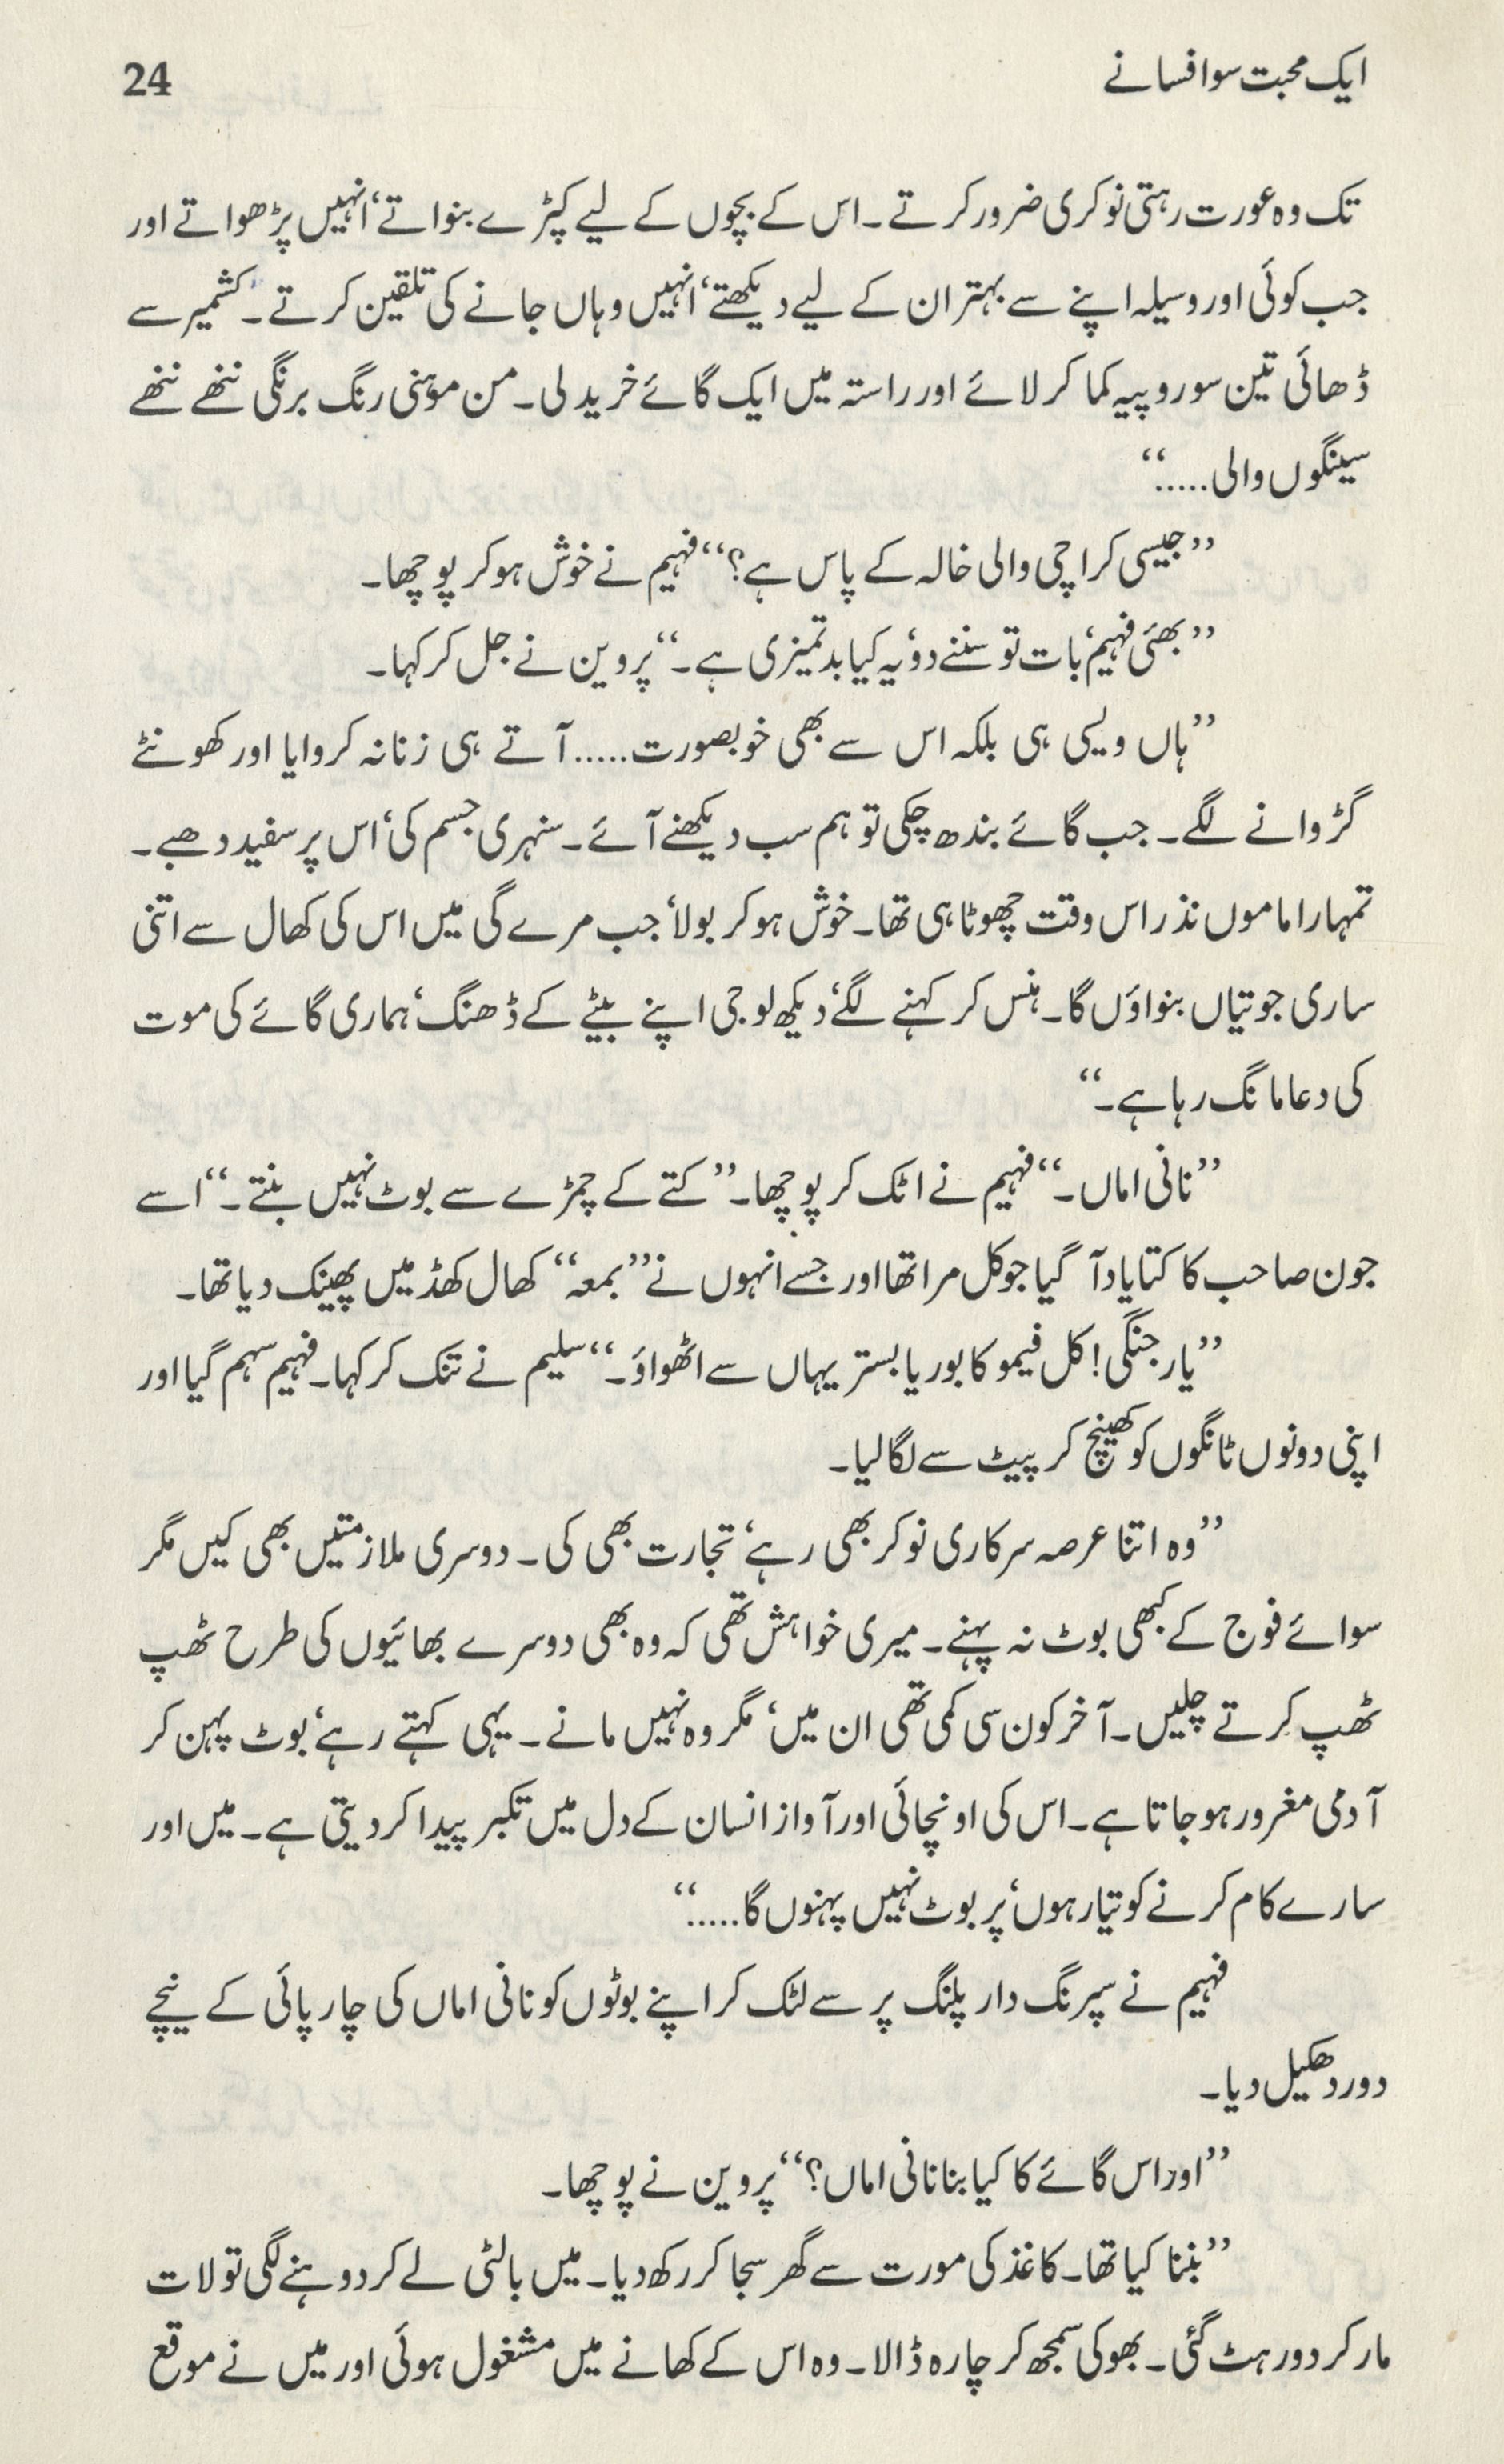 ایک محبت سو افسانے 24
تک وہ عورت رہتی نوکری ضرور کرتے۔ اس کے بچوں کے لیے کپڑے بنواتے‘ انہیں پڑھواتے اور
جب کوئی اور وسیلہ اپنے سے بہتر ان کے لیے دیکھتے‘ انہیں وہاں جانے کی تلقین کرتے۔ کشمیر سے
ڈھائی تین سو روپیہ کما کر لائے اور راستہ میں ایک گائے خرید لی۔ من موہنی رنگ برنگی ننھے ننھے
سینگوں والی.....‘‘
’’جیسی کراچی والی خالہ کے پاس ہے؟‘‘ فہیم نے خوش ہو کر پوچھا۔
’’بھئی فہیم‘ بات تو سننے دو‘ یہ کیا بدتمیزی ہے۔‘‘ پروین نے جل کر کہا۔
’’ہاں ویسی ہی بلکہ اس سے بھی خوبصورت..... آتے ہی زنانہ کروایا اور کھونٹے
گڑوانے لگے۔ جب گائے بندھ چکی تو ہم سب دیکھنے آئے۔ سنہری جسم کی‘ اس پر سفید دھبے۔
تمہارا ماموں نذر اس وقت چھوٹا ہی تھا۔ خوش ہو کر بولا‘ جب مرے گی میں اس کی کھال سے اتنی
ساری جوتیاں بنواؤں گا۔ ہنس کر کہنے لگے‘ دیکھ لو جی اپنے بیٹے کے ڈھنگ‘ ہماری گائے کی موت
کی دعا مانگ رہا ہے۔‘‘
’’نانی اماں۔‘‘ فہیم نے اٹک کر پوچھا۔ ’’کتے کے چمڑے سے بوٹ نہیں بنتے۔‘‘ اسے
جون صاحب کا کتا یاد آ گیا جو کل مرا تھا اور جسے انہوں نے ’’بمعہ‘‘ کھال کھڈ میں پھینک دیا تھا۔
’’یار جنگی! کل فیمو کا بوریا بستر یہاں سے اٹھواؤ۔‘‘ سلیم نے تنک کر کہا۔ فہیم سہم گیا اور
اپنی دونوں ٹانگوں کو کھینچ کر پیٹ سے لگا لیا۔
’’وہ اتنا عرصہ سرکاری نوکر بھی رہے‘ تجارت بھی کی۔ دوسری ملازمتیں بھی کیں مگر
سوائے فوج کے کبھی بوٹ نہ پہنے۔ میری خواہش تھی کہ وہ بھی دوسرے بھائیوں کی طرح ٹھپ
ٹھپ کرتے چلیں۔ آخر کون سی کمی تھی ان میں‘ مگر وہ نہیں مانے۔ یہی کہتے رہے‘ بوٹ پہن کر
آدمی مغرور ہو جاتا ہے۔ اس کی اونچائی اور آواز انسان کے دل میں تکبر پیدا کر دیتی ہے۔ میں اور
سارے کام کرنے کو تیار ہوں‘ پر بوٹ نہیں پہنوں گا.....‘‘
فہیم نے سپرنگ دار پلنگ پر سے لٹک کر اپنے بوٹوں کو نانی اماں کی چارپائی کے نیچے
دور دھکیل دیا۔
’’اور اس گائے کا کیا بنا نانی اماں؟‘‘ پروین نے پوچھا۔
’’بننا کیا تھا۔ کاغذ کی مورت سے گھر سجا کر رکھ دیا۔ میں بالٹی لے کر دوہنے لگی تو لات
مار کر دور ہٹ گئی۔ بھوکی سمجھ کر چارہ ڈالا۔ وہ اس کے کھانے میں مشغول ہوئی اور میں نے موقع